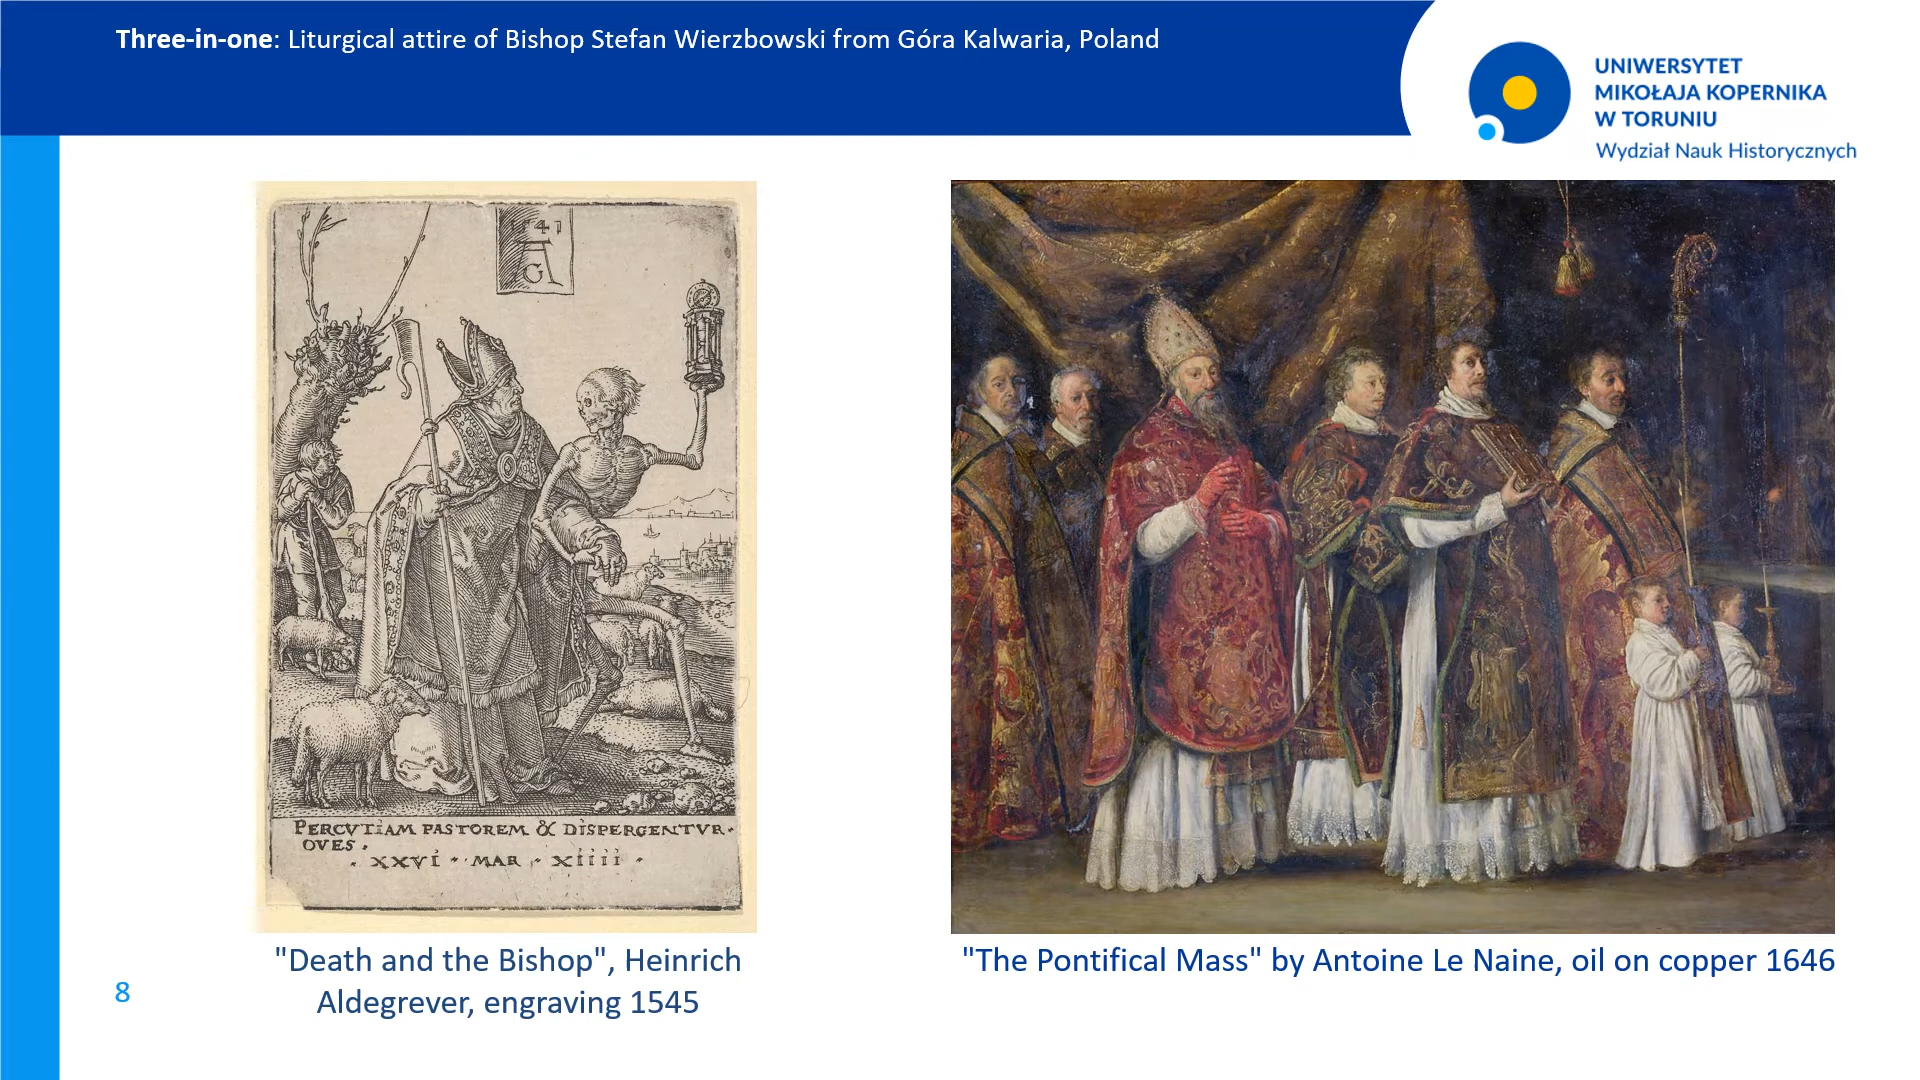 Three-in-one: Liturgical attire of Bishop Stefan Wierzbowski from Góra Kalwaria, Poland
UNIWERSYTET
MIKOŁAJA KOPERNIKA
W TORUNIU
Wydział Nauk Historycznych
41
AG
PERCVTIAM PASTOREM & DISPERGENTVR·
OVES·
· XXVI · MAR · XIIII ·
"Death and the Bishop", Heinrich
Aldegrever, engraving 1545
"The Pontifical Mass" by Antoine Le Naine, oil on copper 1646
8